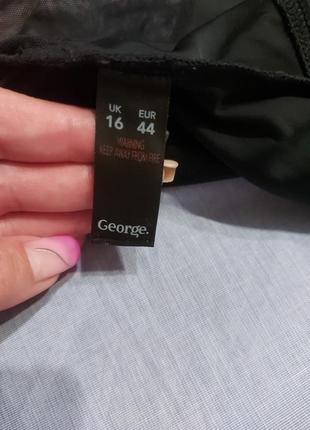 UK EUR
16 44
WARNING
KEEP AWAY FROM FIRE
George.